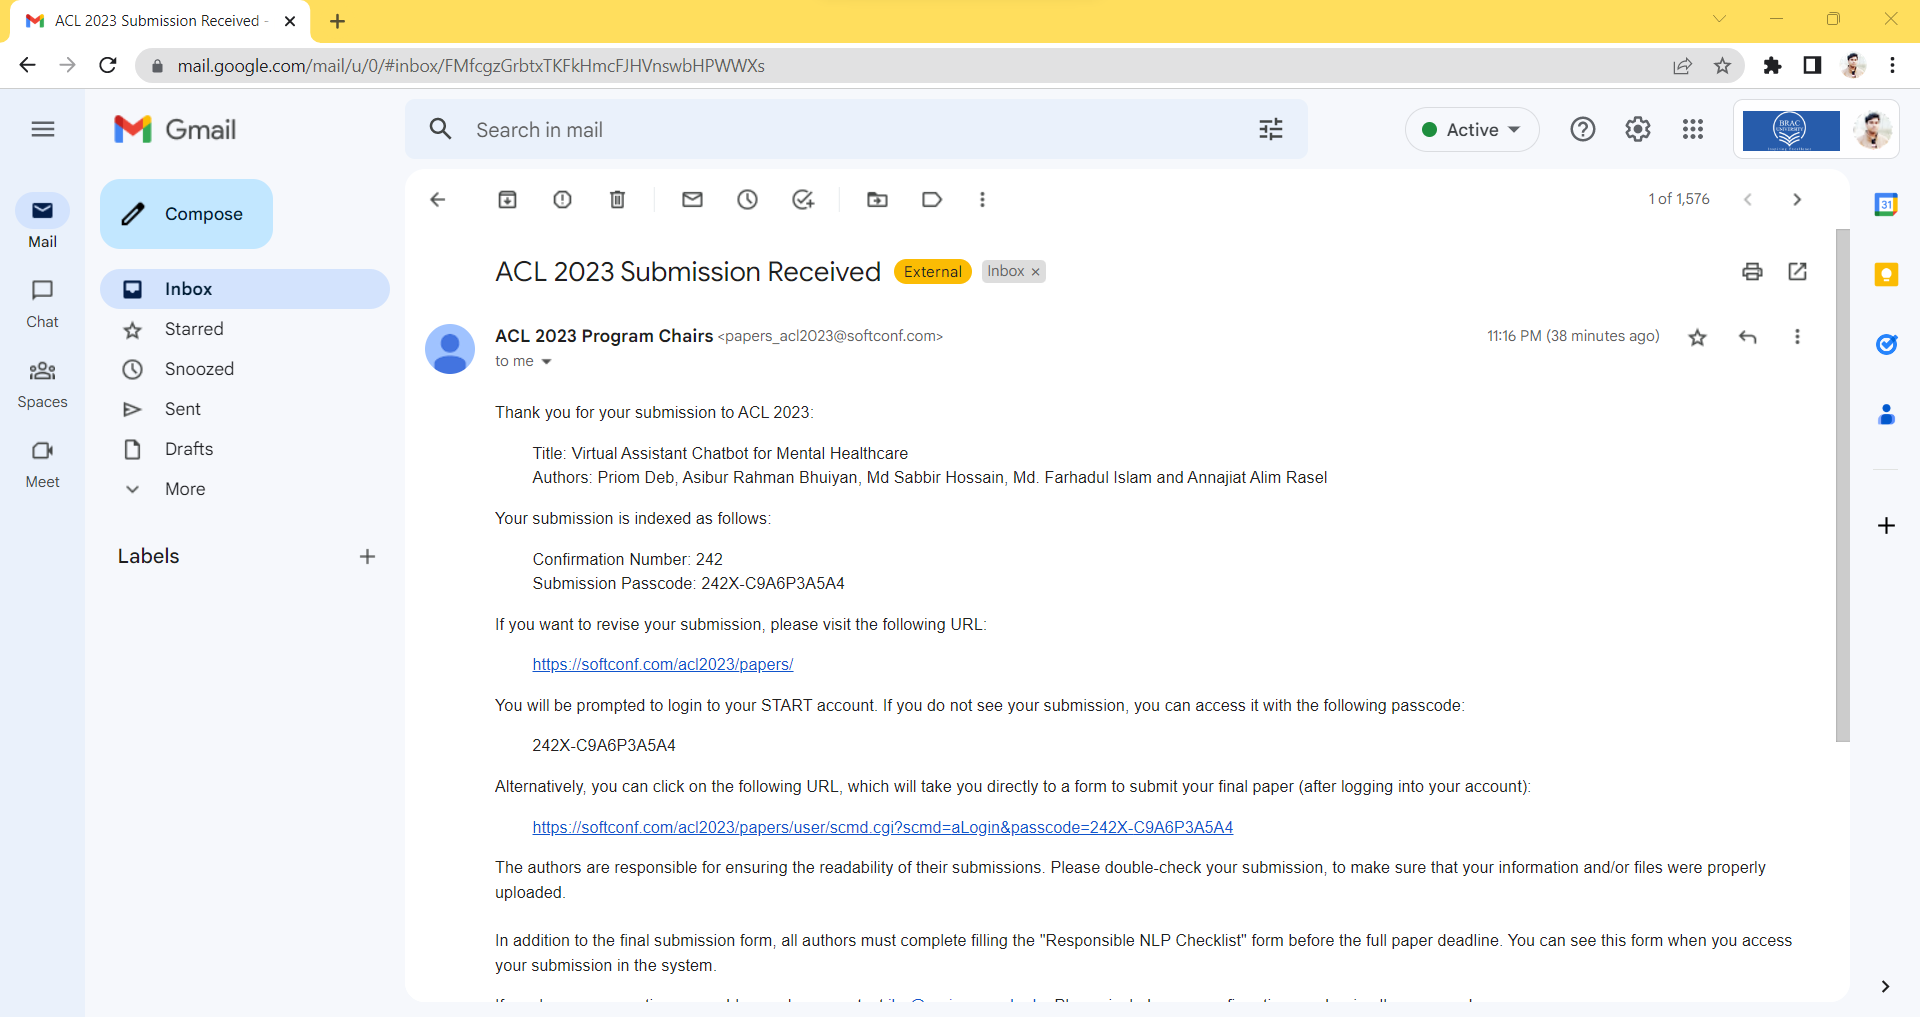 ACL 2023 Submission Received -
mail.google.com/mail/u/0/#inbox/FMfcgzGrbtxTKFkHmcFJHVnswbHPWWXs
Gmail
Search in mail
Active
BRAC
UNIVERSITY
Compose
1 of 1,576
Mail
Chat
Spaces
Meet
Inbox
Starred
Snoozed
Sent
Drafts
More
Labels
ACL 2023 Submission Received External Inbox ×
ACL 2023 Program Chairs <papers_acl2023@softconf.com>
11:16 PM (38 minutes ago)
to me
Thank you for your submission to ACL 2023:
Title: Virtual Assistant Chatbot for Mental Healthcare
Authors: Priom Deb, Asibur Rahman Bhuiyan, Md Sabbir Hossain, Md. Farhadul Islam and Annajiat Alim Rasel
Your submission is indexed as follows:
Confirmation Number: 242
Submission Passcode: 242X-C9A6P3A5A4
If you want to revise your submission, please visit the following URL:
https://softconf.com/acl2023/papers/
You will be prompted to login to your START account. If you do not see your submission, you can access it with the following passcode:
242X-C9A6P3A5A4
Alternatively, you can click on the following URL, which will take you directly to a form to submit your final paper (after logging into your account):
https://softconf.com/acl2023/papers/user/scmd.cgi?scmd=aLogin&passcode=242X-C9A6P3A5A4
The authors are responsible for ensuring the readability of their submissions. Please double-check your submission, to make sure that your information and/or files were properly
uploaded.
In addition to the final submission form, all authors must complete filling the "Responsible NLP Checklist" form before the full paper deadline. You can see this form when you access
your submission in the system.
31